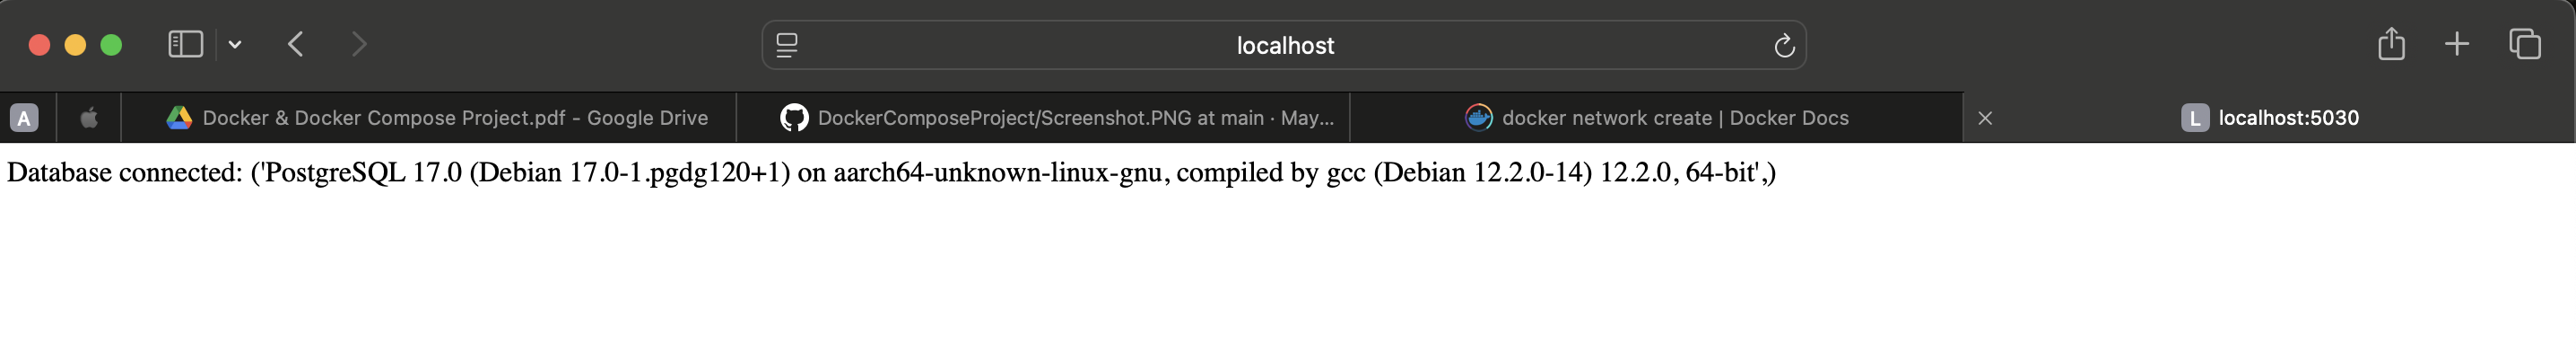 localhost
A
Docker & Docker Compose Project.pdf - Google Drive
DockerComposeProject/Screenshot.PNG at main · May...
docker network create | Docker Docs
L
localhost:5030
Database connected: ('PostgreSQL 17.0 (Debian 17.0-1.pgdg120+1) on aarch64-unknown-linux-gnu, compiled by gcc (Debian 12.2.0-14) 12.2.0, 64-bit',)